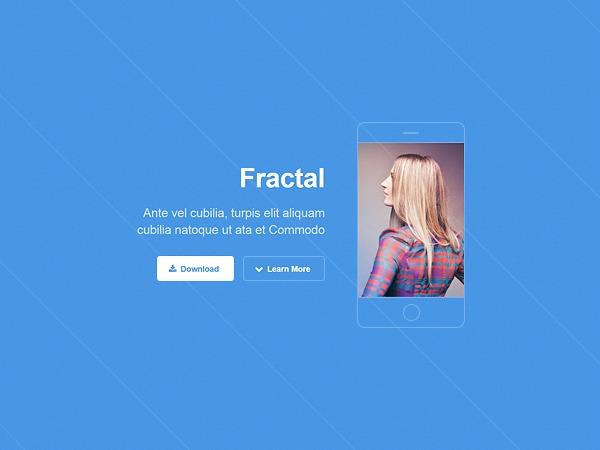 Fractal
Ante vel cubilia, turpis elit aliquam
cubilia natoque ut ata et Commodo
Download
Learn More